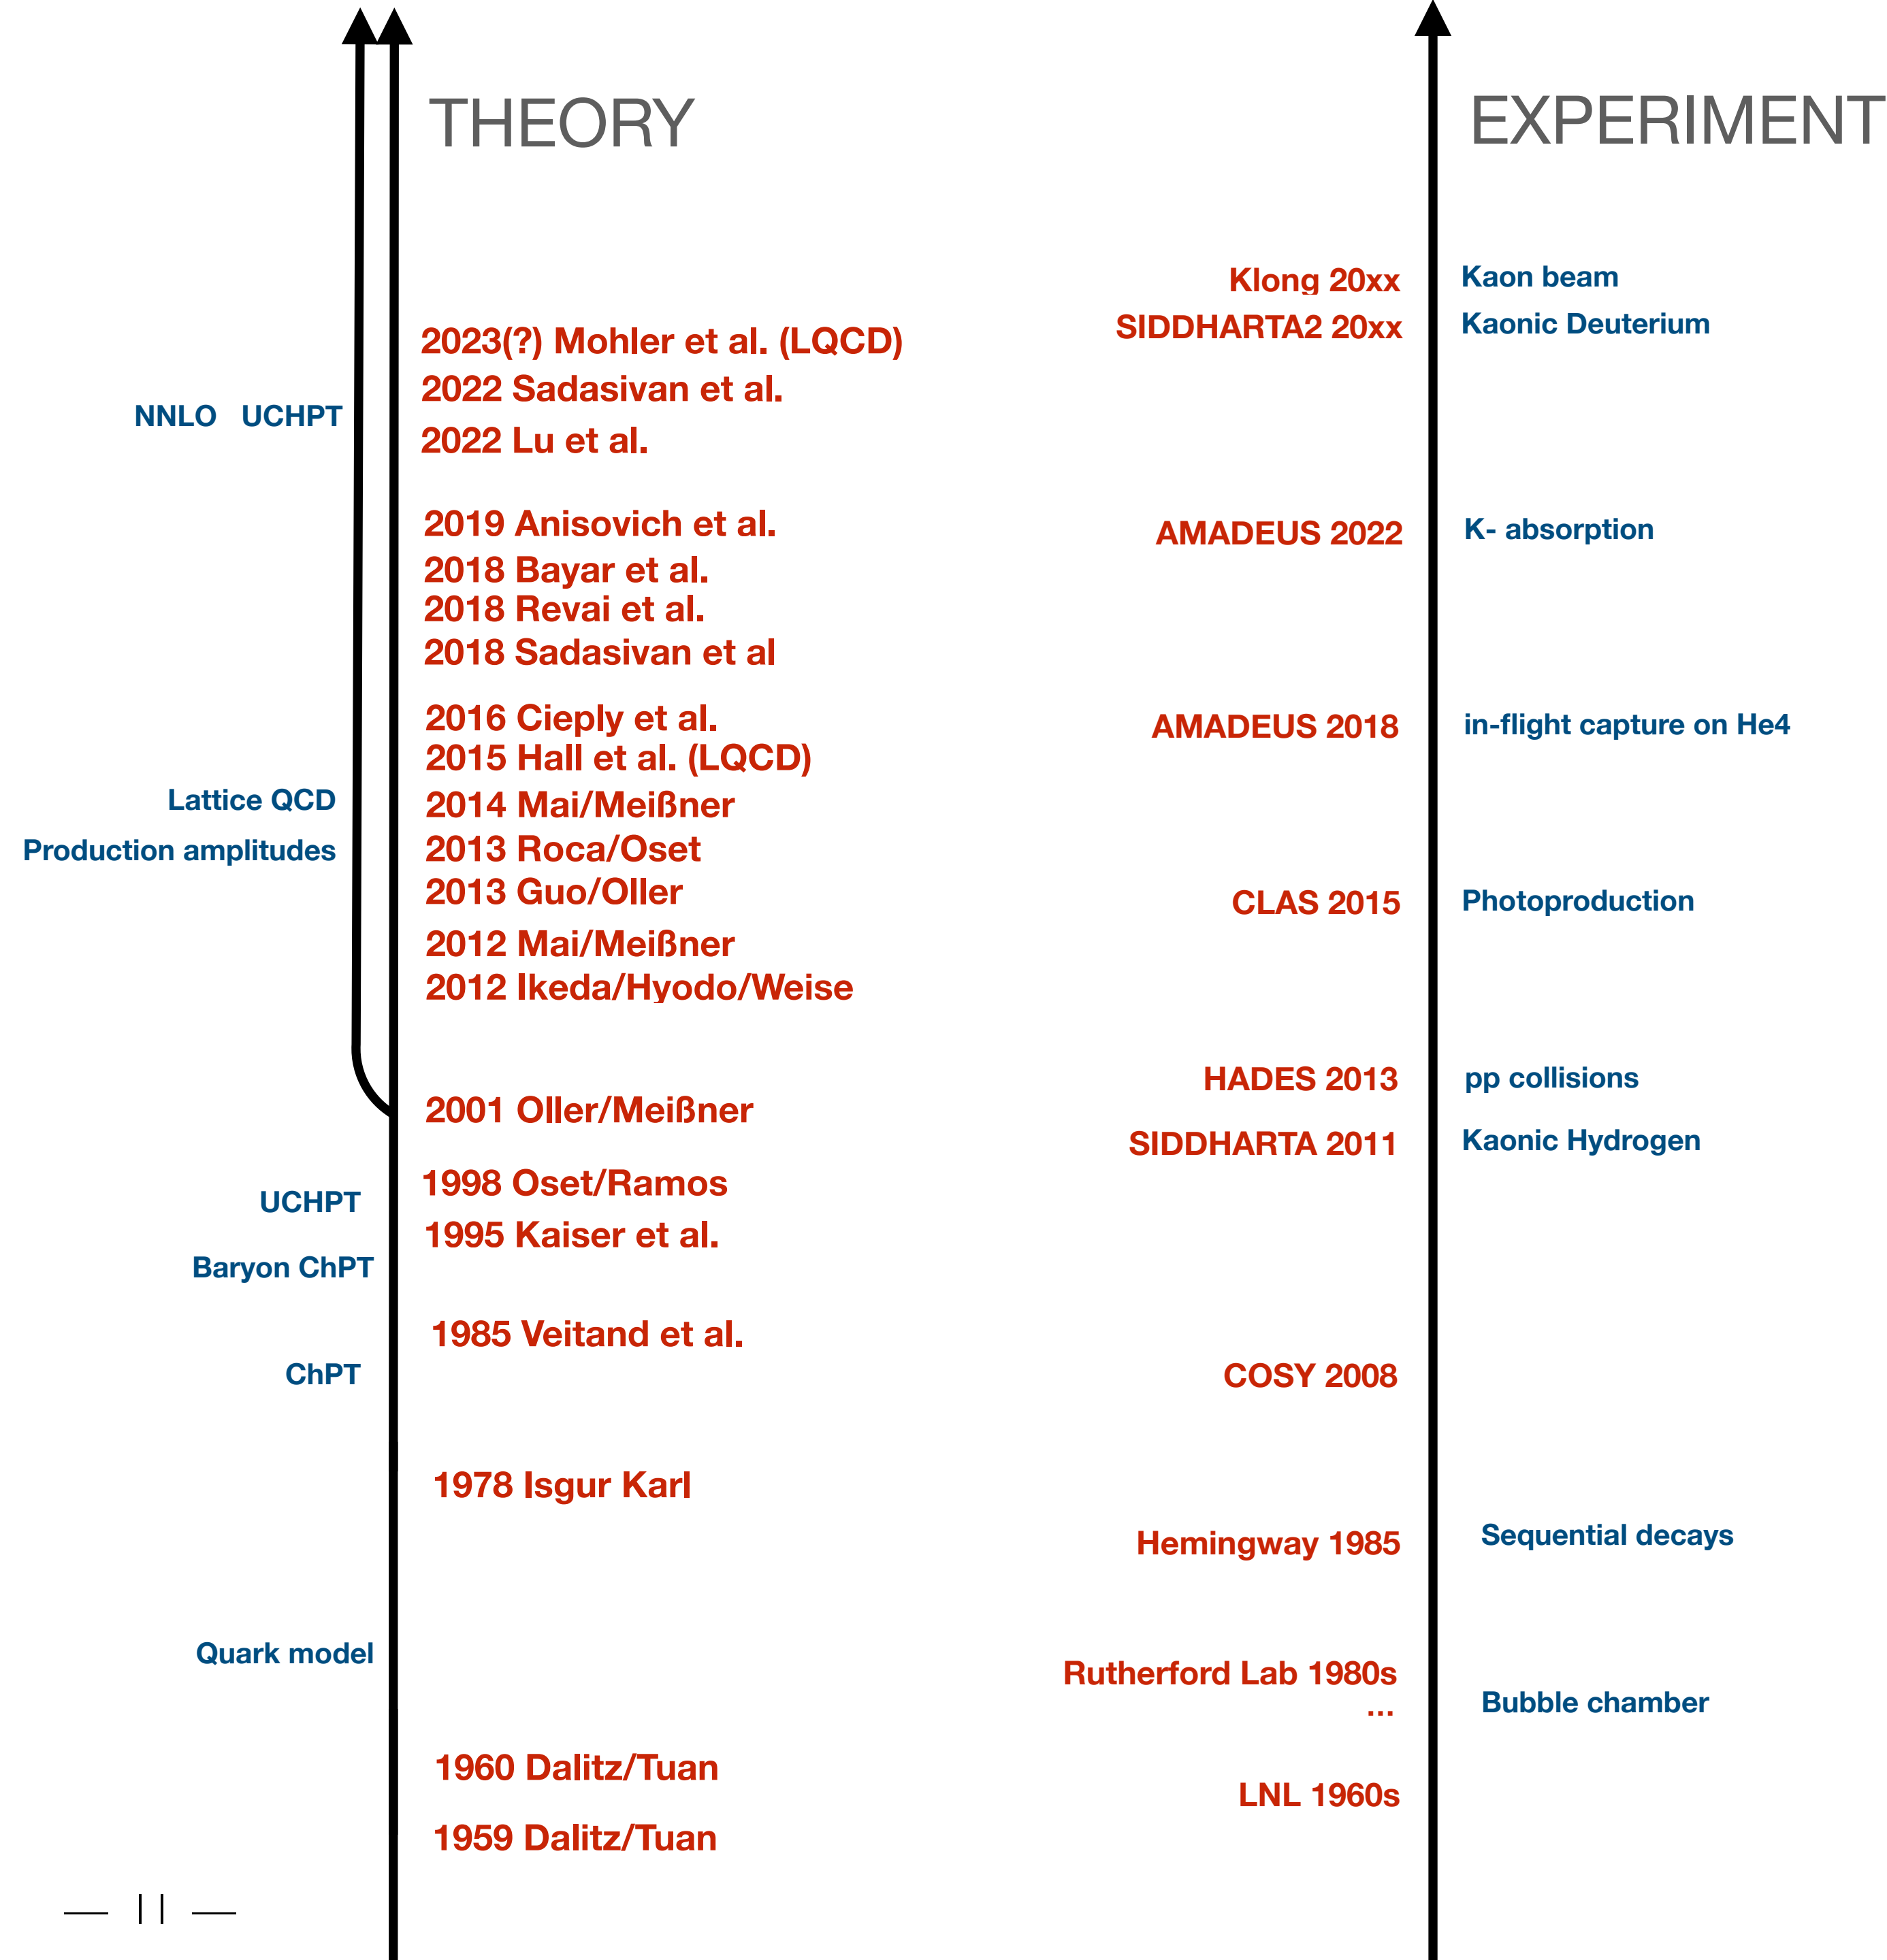 THEORY
EXPERIMENT
Klong 20xx
Kaon beam
SIDDHARTA2 20xx
Kaonic Deuterium
2023(?) Mohler et al. (LQCD)
2022 Sadasivan et al.
NNLO UCHPT
2022 Lu et al.
2019 Anisovich et al.
AMADEUS 2022
K- absorption
2018 Bayar et al.
2018 Revai et al.
2018 Sadasivan et al
2016 Cieply et al.
AMADEUS 2018
in-flight capture on He4
2015 Hall et al. (LQCD)
Lattice QCD
2014 Mai/Meißner
Production amplitudes
2013 Roca/Oset
2013 Guo/Oller
CLAS 2015
Photoproduction
2012 Mai/Meißner
2012 Ikeda/Hyodo/Weise
HADES 2013
pp collisions
2001 Oller/Meißner
SIDDHARTA 2011
Kaonic Hydrogen
1998 Oset/Ramos
UCHPT
1995 Kaiser et al.
Baryon ChPT
1985 Veitand et al.
ChPT
COSY 2008
1978 Isgur Karl
Hemingway 1985
Sequential decays
Quark model
Rutherford Lab 1980s
...
Bubble chamber
1960 Dalitz/Tuan
LNL 1960s
1959 Dalitz/Tuan